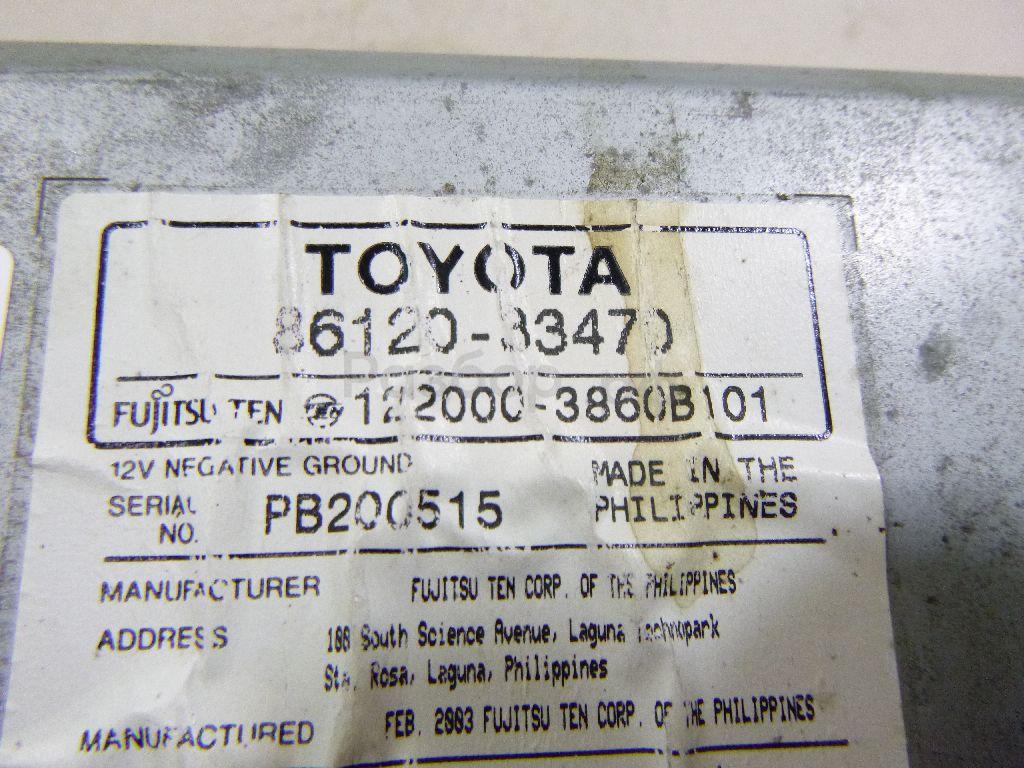 TOYOTA
86120-33470
FUJITSU TEN 122000-3860B101
12V NEGATIVE GROUND
MADE IN THE
PHILIPPINES
SERIAL
NO.
PB200515
MANUFACTURER FUJITSU TEN CORP. OF THE PHILIPPINES
ADDRESS 108 South Science Avenue, Laguna Technopark
Sta. Rosa, Laguna, Philippines
MANUFACTURED FEB. 2003 FUJITSU TEN CORP. OF THE PHILIPPINES